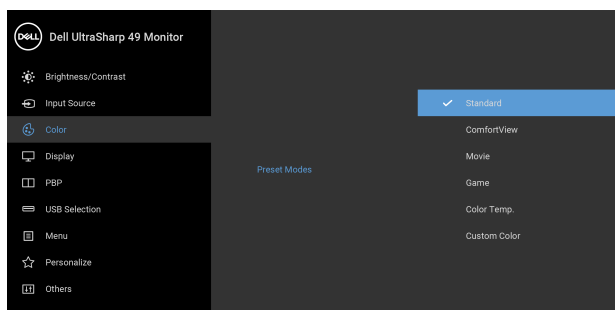 DELL Dell UltraSharp 49 Monitor
Brightness/Contrast
Input Source
Color
Display
PBP
USB Selection
Menu
Personalize
Others
Preset Modes
Standard
ComfortView
Movie
Game
Color Temp.
Custom Color